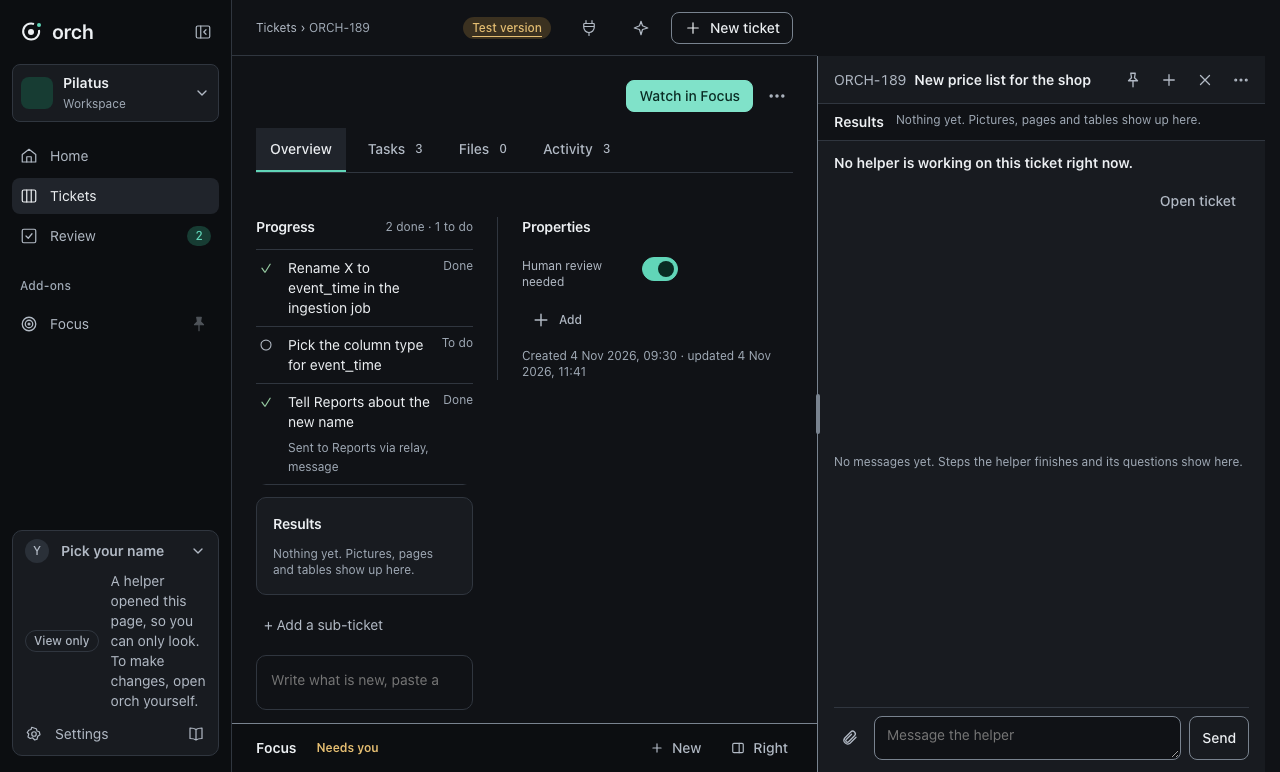 orch
Pilatus
Workspace
Home
Tickets
Review 2
Add-ons
Focus
Y Pick your name
View only
A helper
opened this
page, so you
can only look.
To make
changes, open
orch yourself.
Settings
Tickets › ORCH-189
Test version
New ticket
Watch in Focus
Overview
Tasks 3
Files 0
Activity 3
Progress
2 done · 1 to do
Rename X to
event_time in the
ingestion job
Done
Pick the column type
for event_time
To do
Tell Reports about the
new name
Done
Sent to Reports via relay,
message
Results
Nothing yet. Pictures, pages
and tables show up here.
+ Add a sub-ticket
Write what is new, paste a
Properties
Human review
needed
Add
Created 4 Nov 2026, 09:30 · updated 4 Nov
2026, 11:41
Focus
Needs you
New
Right
ORCH-189 New price list for the shop
Results
Nothing yet. Pictures, pages and tables show up here.
No helper is working on this ticket right now.
Open ticket
No messages yet. Steps the helper finishes and its questions show here.
Message the helper
Send